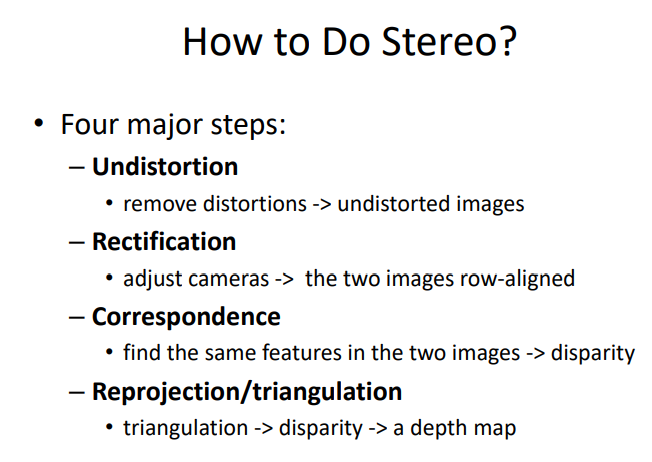 How to Do Stereo?
• Four major steps:
– Undistortion
• remove distortions -> undistorted images
– Rectification
• adjust cameras -> the two images row-aligned
– Correspondence
• find the same features in the two images -> disparity
– Reprojection/triangulation
• triangulation -> disparity -> a depth map